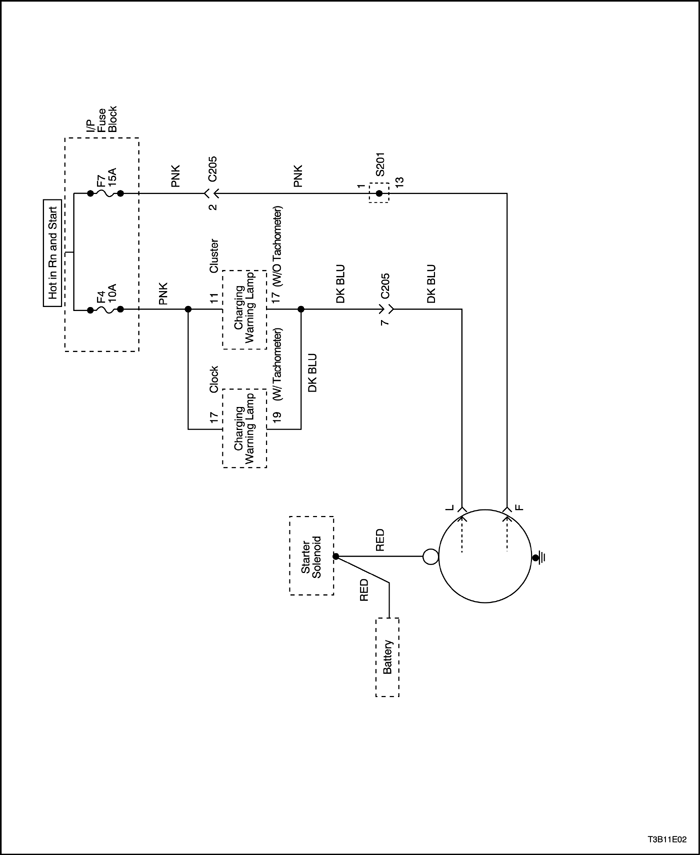 Hot in Rn and Start
I/P
Fuse
Block
F7
15A
F4
10A
PNK
C205
2
PNK
1
S201
13
PNK
11
Cluster
Charging
Warning Lamp
17
(W/O Tachometer)
DK BLU
C205
7
DK BLU
17
Clock
Charging
Warning Lamp
19
(W/ Tachometer)
DK BLU
L
F
Starter
Solenoid
RED
RED
Battery
T3B11E02